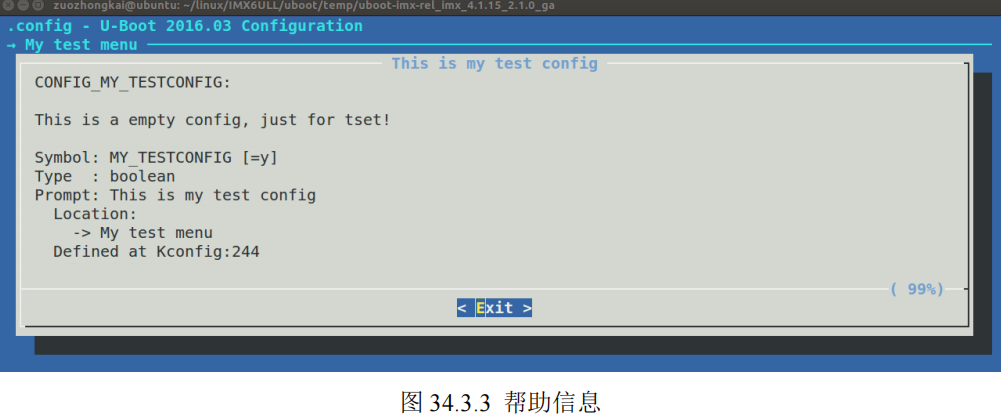 zuozhongkai@ubuntu: ~/linux/IMX6ULL/uboot/temp/uboot-imx-rel_imx_4.1.15_2.1.0_ga
.config - U-Boot 2016.03 Configuration
→ My test menu
This is my test config
CONFIG_MY_TESTCONFIG:
This is a empty config, just for tset!
Symbol: MY_TESTCONFIG [=y]
Type  : boolean
Prompt: This is my test config
Location:
-> My test menu
Defined at Kconfig:244
( 99%)
< Exit >
图 34.3.3 帮助信息